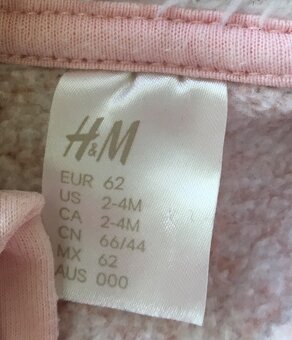 H&M
EUR 62
US 2-4M
CA 2-4M
CN 66/44
MX 62
AUS 000